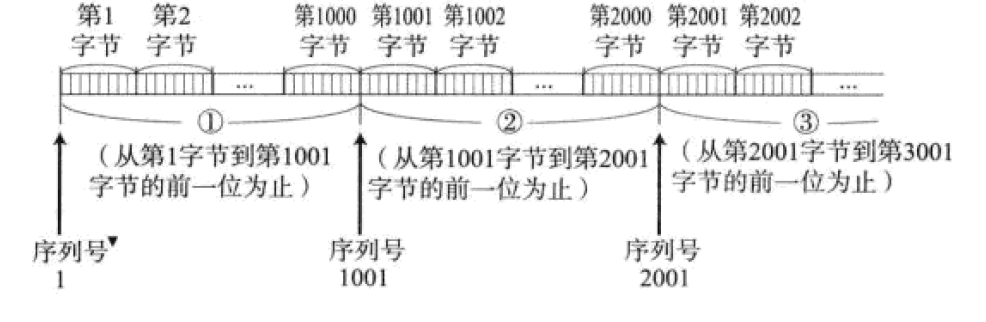 第1 第2 第1000 第1001 第1002 第2000 第2001 第2002
字节 字节 字节 字节 字节 字节 字节 字节
... ... ...
① ② ③
（从第1字节到第1001
字节的前一位为止）
（从第1001字节到第2001
字节的前一位为止）
（从第2001字节到第3001
字节的前一位为止）
序列号▼
1
序列号
1001
序列号
2001